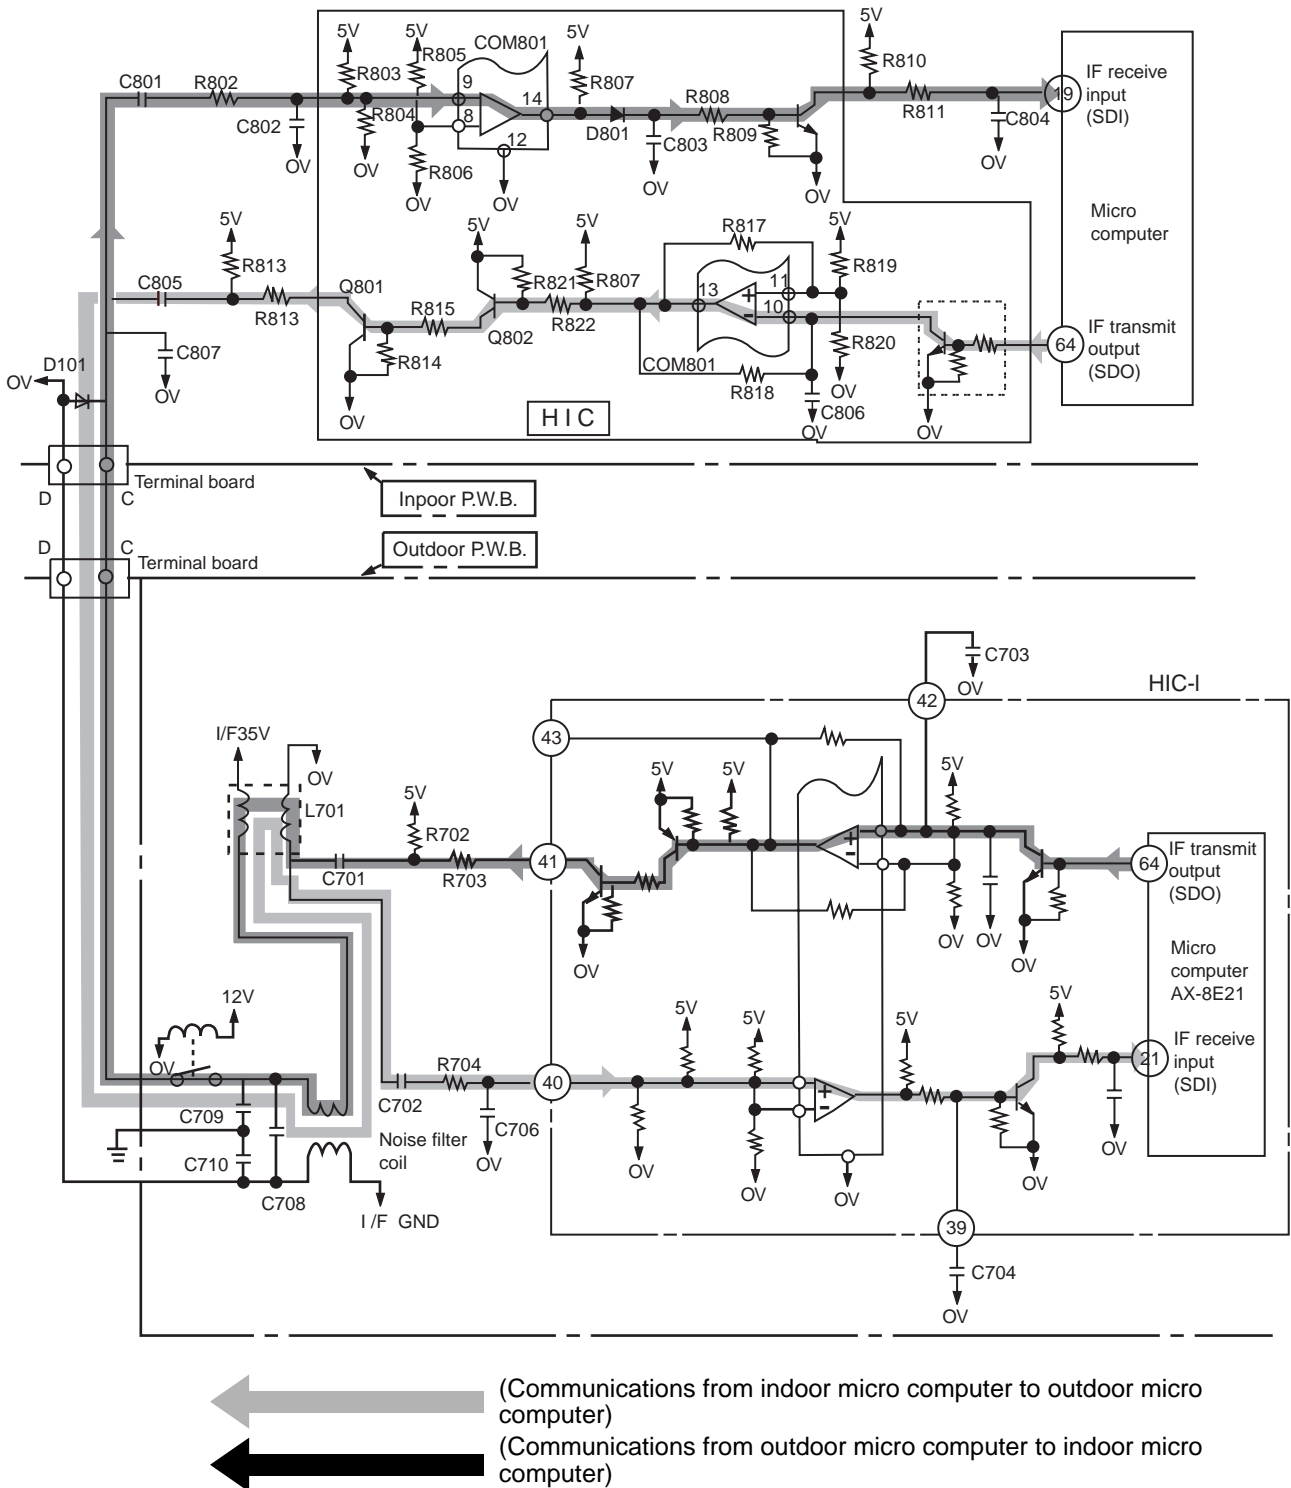 5V
5V
COM801
5V
5V
R810
IF receive
input
(SDI)
C801
R802
R803
R805
R807
9
14
R808
19
8
C802
R804
D801
R809
R811
C804
12
C803
OV
OV
R806
OV
OV
OV
OV
OV
OV
Micro
computer
5V
5V
5V
R817
5V
R813
R819
C805
Q801
R821
R807
13
11
10
R813
R815
Q802
R822
R820
64
IF transmit
output
(SDO)
C807
R814
COM801
R818
D101
OV
OV
OV
OV
C806
OV
OV
HIC
Terminal board
D
C
Inpoor P.W.B.
D
C
Terminal board
Outdoor P.W.B.
C703
OV
42
HIC-I
I/F35V
43
OV
5V
5V
5V
5V
L701
R702
+
-
41
64
IF transmit
output
(SDO)
C701
R703
OV
OV
OV
OV
Micro
computer
AX-8E21
12V
5V
5V
5V
5V
IF receive
input
(SDI)
OV
R704
40
21
C702
+
-
C709
C706
Noise filter
coil
C710
OV
OV
OV
OV
OV
OV
C708
I /F GND
39
C704
OV
(Communications from indoor micro computer to outdoor micro
computer)
(Communications from outdoor micro computer to indoor micro
computer)